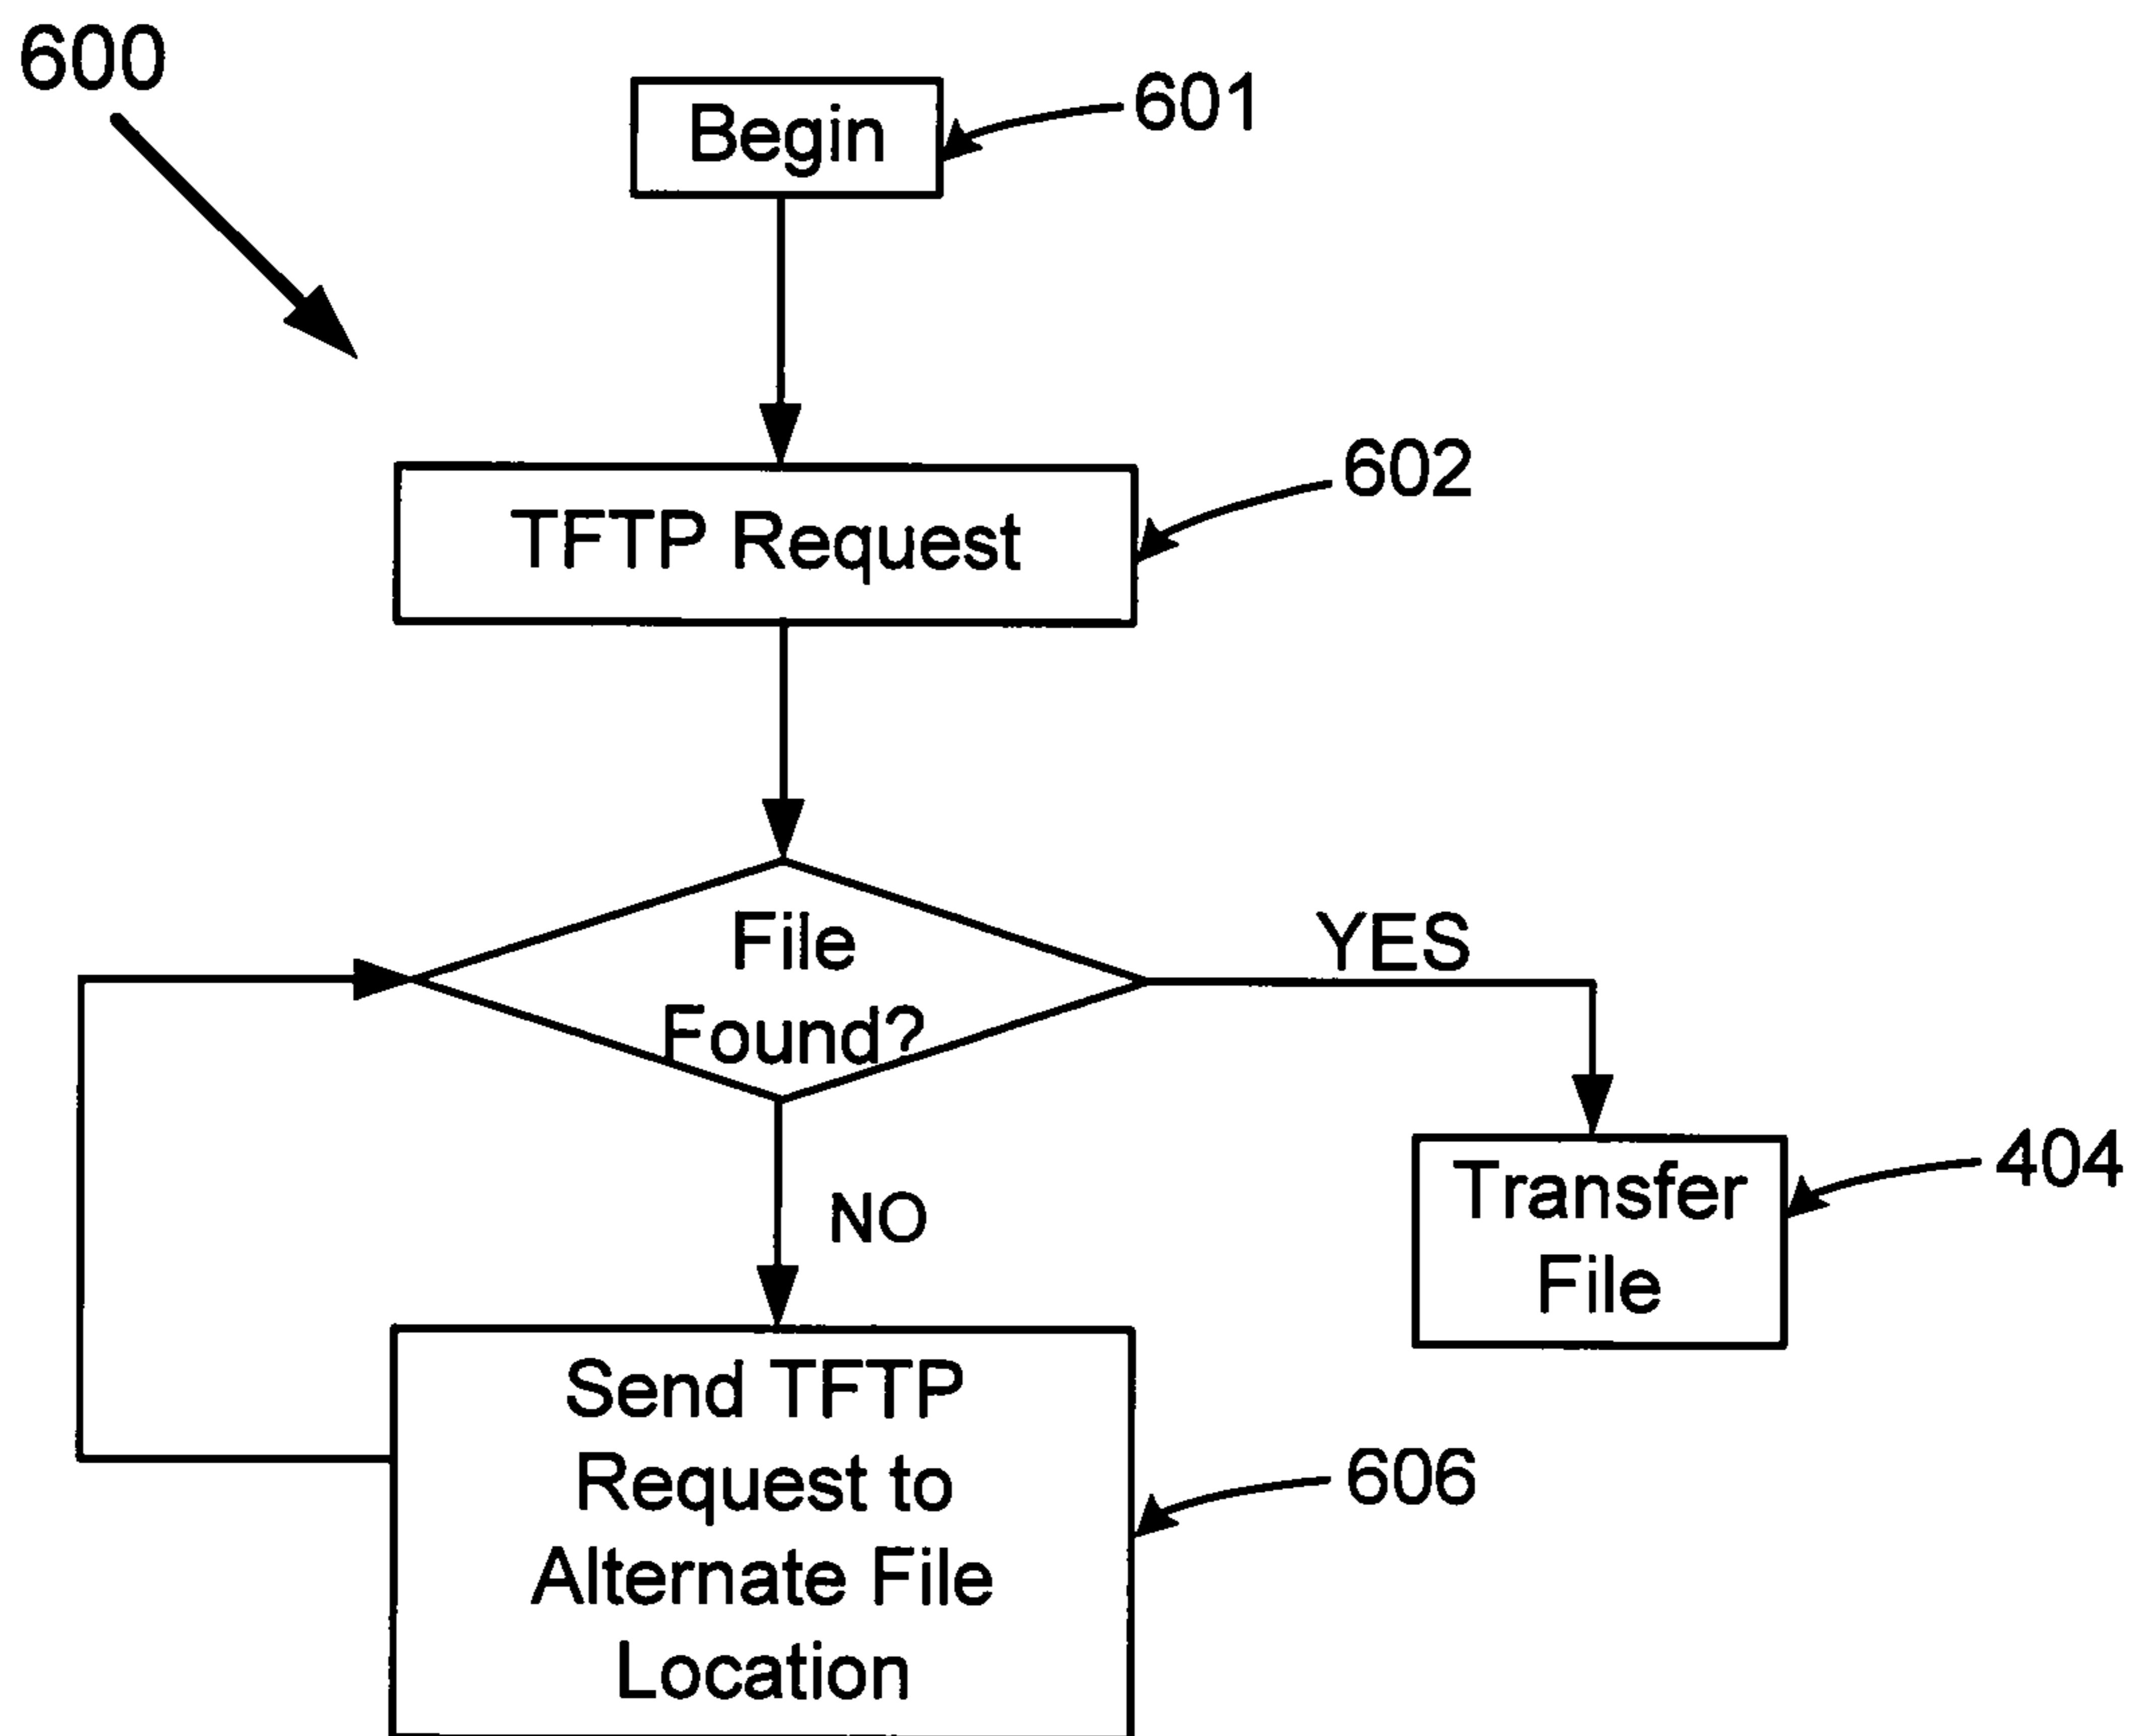 600
Begin
601
TFTP Request
602
File
Found?
YES
NO
Transfer
File
404
Send TFTP
Request to
Alternate File
Location
606